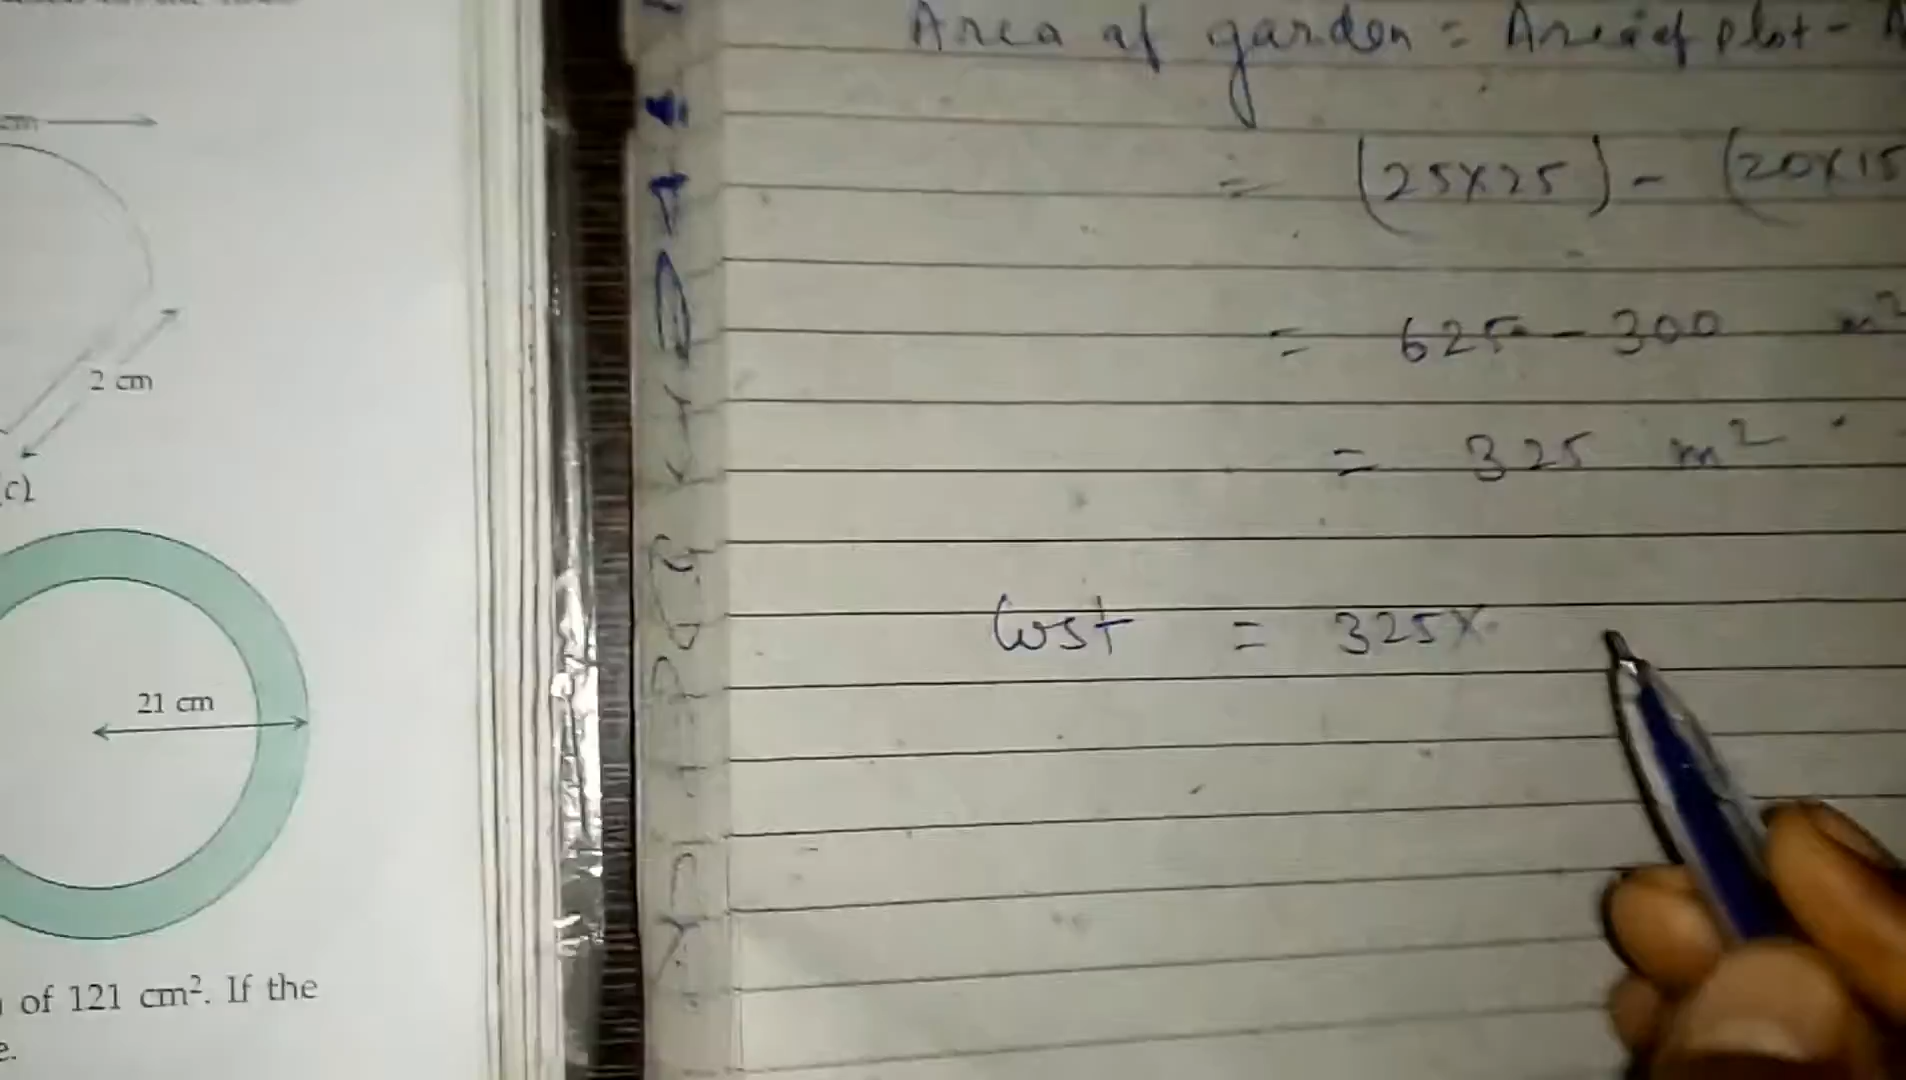 cm
2 cm
(c)
21 cm
of 121 cm². If the
e.
Area of garden = Area of plot -
= (25×25) - (20×15
= 625 - 300 m²
= 325 m²
Cost = 325×